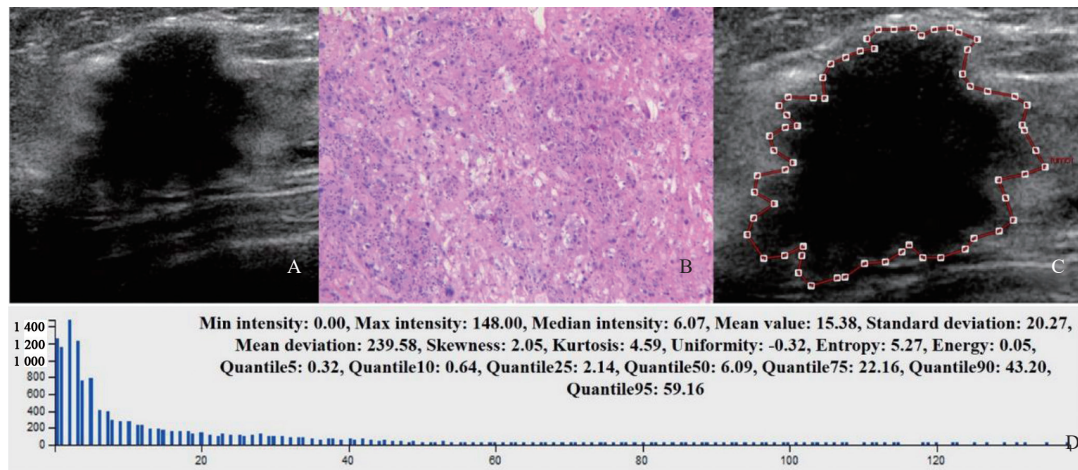 A
B
C
Min intensity: 0.00, Max intensity: 148.00, Median intensity: 6.07, Mean value: 15.38, Standard deviation: 20.27,
Mean deviation: 239.58, Skewness: 2.05, Kurtosis: 4.59, Uniformity: -0.32, Entropy: 5.27, Energy: 0.05,
Quantile5: 0.32, Quantile10: 0.64, Quantile25: 2.14, Quantile50: 6.09, Quantile75: 22.16, Quantile90: 43.20,
Quantile95: 59.16
1 400
1 200
1 000
800
600
400
200
0
20
40
60
80
100
120
D